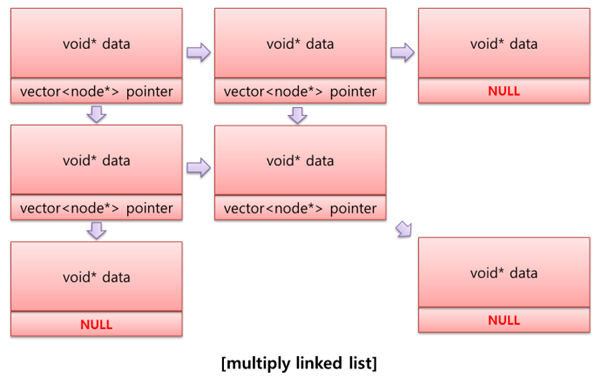 void* data
void* data
void* data
vector<node*> pointer
vector<node*> pointer
NULL
void* data
void* data
vector<node*> pointer
vector<node*> pointer
void* data
void* data
NULL
NULL
[multiply linked list]